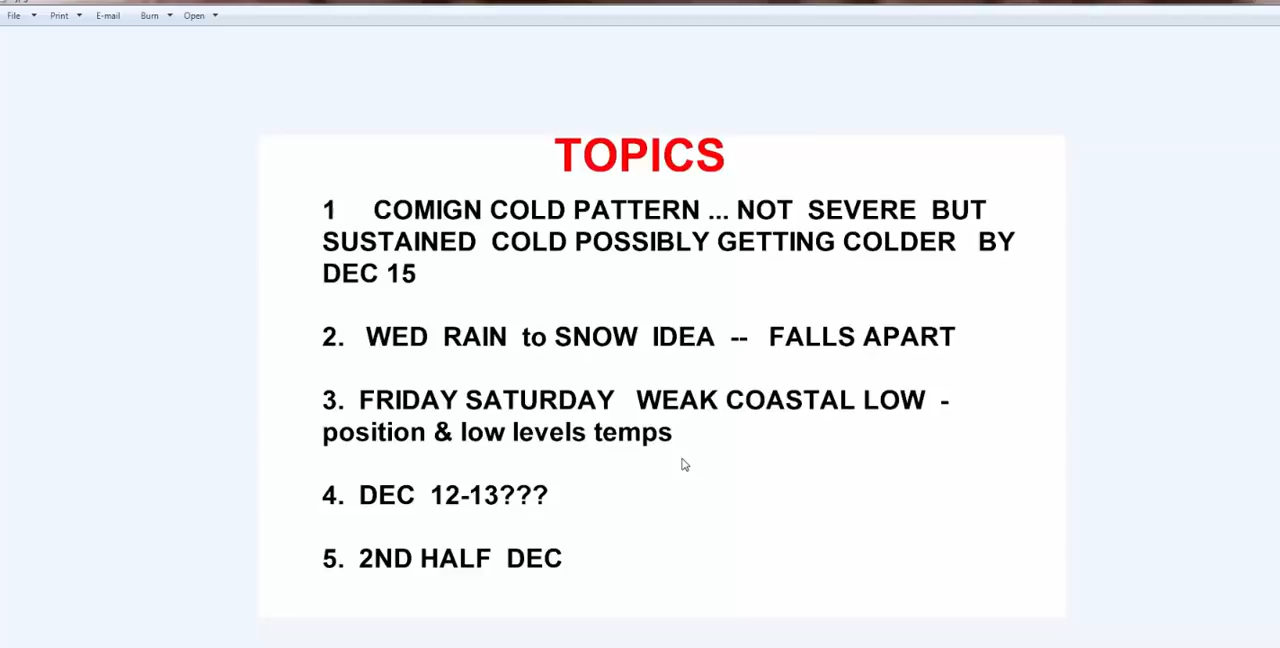 File Print E-mail Burn Open
TOPICS
1 COMIGN COLD PATTERN ... NOT SEVERE BUT
SUSTAINED COLD POSSIBLY GETTING COLDER BY
DEC 15
2. WED RAIN to SNOW IDEA -- FALLS APART
3. FRIDAY SATURDAY WEAK COASTAL LOW -
position & low levels temps
4. DEC 12-13???
5. 2ND HALF DEC